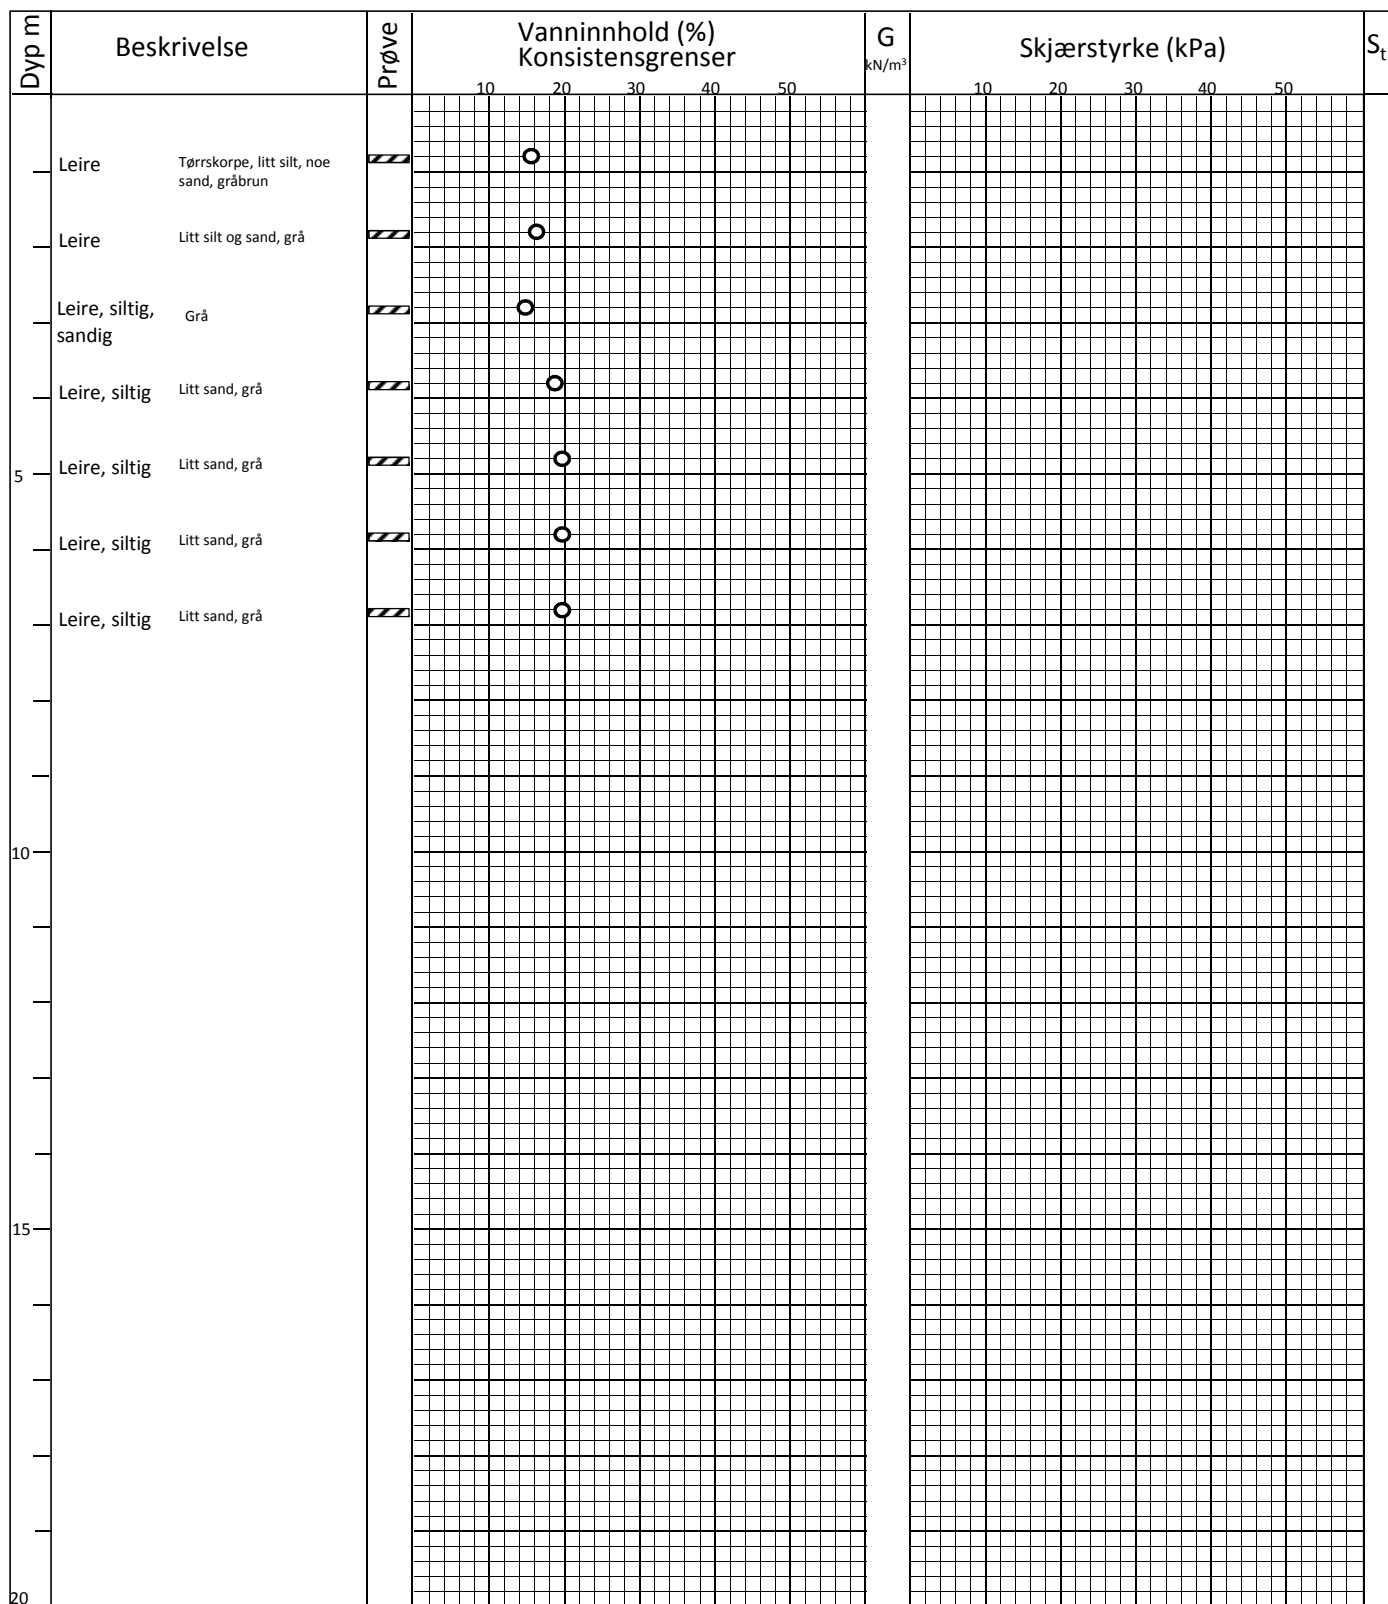 Dyp m
Beskrivelse
Prøve
Vanninnhold (%)
Konsistensgrenser
10 20 30 40 50
G
kN/m³
Skjærstyrke (kPa)
10 20 30 40 50
Sₜ
Leire
Tørrskorpe, litt silt, noe
sand, gråbrun
Leire
Litt silt og sand, grå
Leire, siltig,
sandig
Grå
Leire, siltig
Litt sand, grå
Leire, siltig
Litt sand, grå
5
Leire, siltig
Litt sand, grå
Leire, siltig
Litt sand, grå
10
15
20